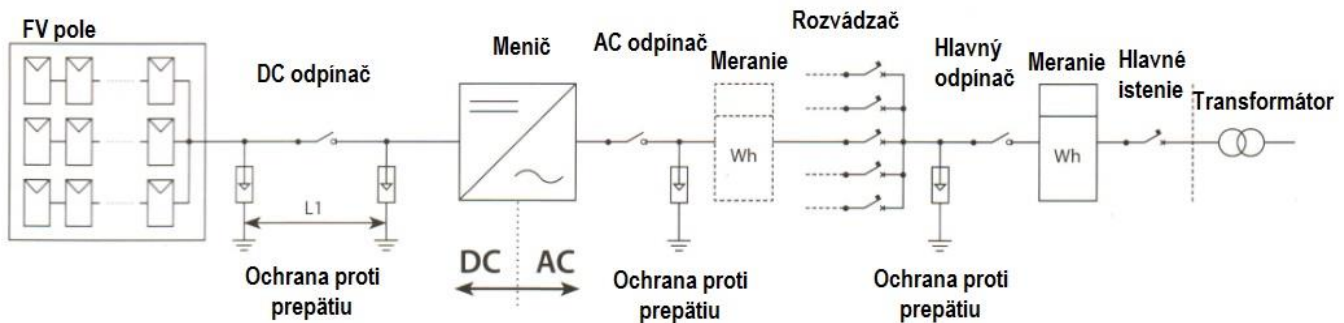 FV pole
DC odpínač
Menič
AC odpínač
Meranie
Rozvádzač
Hlavný
odpínač
Meranie
Hlavné
istenie
Transformátor
Wh
Wh
L1
DC
AC
Ochrana proti
prepätiu
Ochrana proti
prepätiu
Ochrana proti
prepätiu